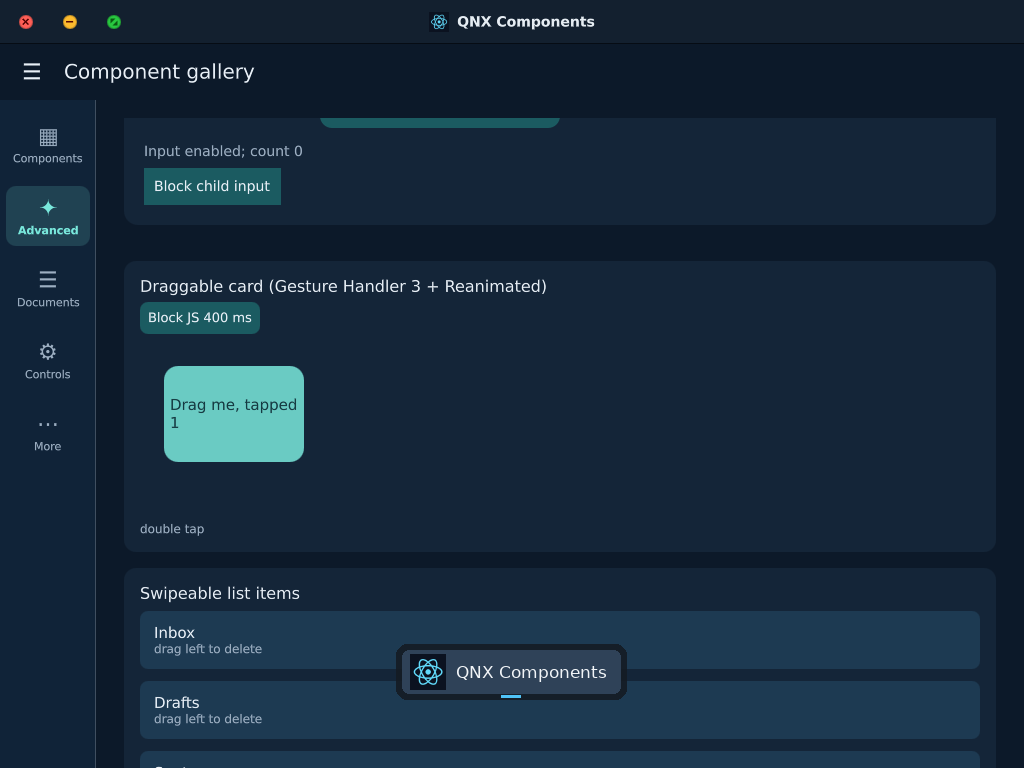 QNX Components
Component gallery
Components
Advanced
Documents
Controls
More
Input enabled; count 0
Block child input
Draggable card (Gesture Handler 3 + Reanimated)
Block JS 400 ms
Drag me, tapped
1
double tap
Swipeable list items
Inbox
drag left to delete
QNX Components
Drafts
drag left to delete